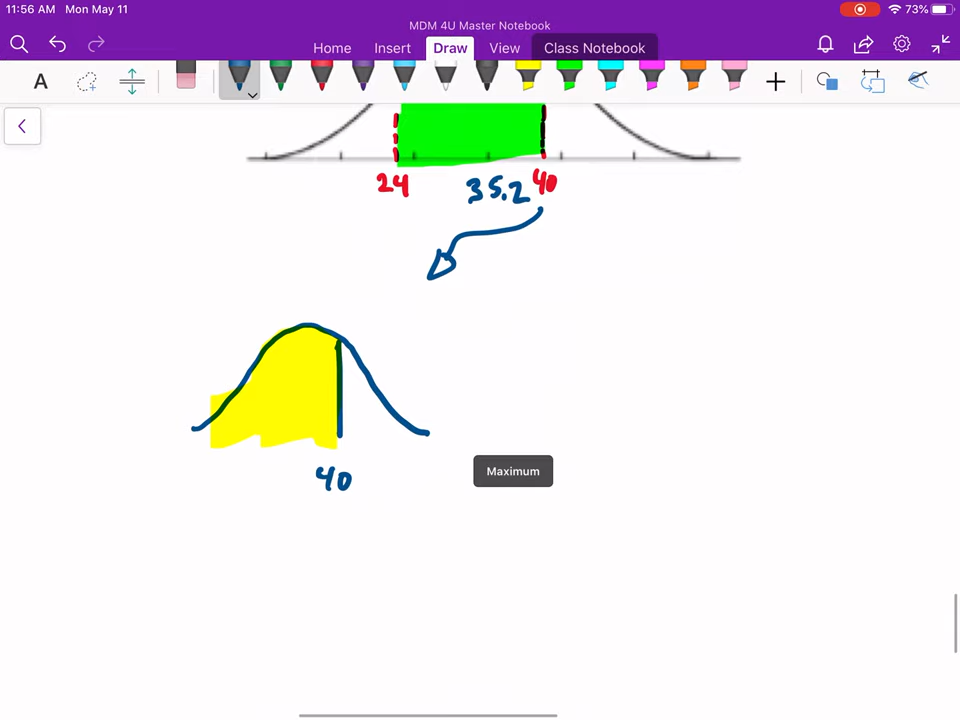 11:56 AM Mon May 11
73%
MDM 4U Master Notebook
Home Insert Draw View Class Notebook
A
24 35.2 40
40
Maximum